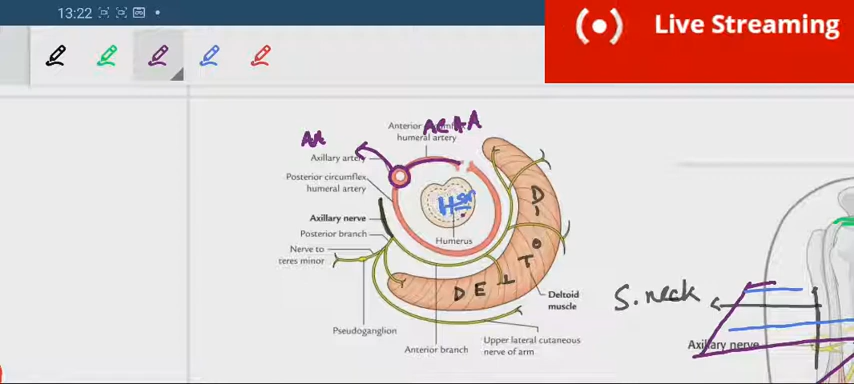 13:22
Live Streaming
Anterior
humeral artery
ACHA
AA
Axillary artery
Posterior circumflex
humeral artery
Axillary nerve
Posterior branch
Nerve to
teres minor
Humerus
DELTOID
Deltoid
muscle
Pseudoganglion
Anterior branch
Upper lateral cutaneous
nerve of arm
S. neck
Axillary nerve